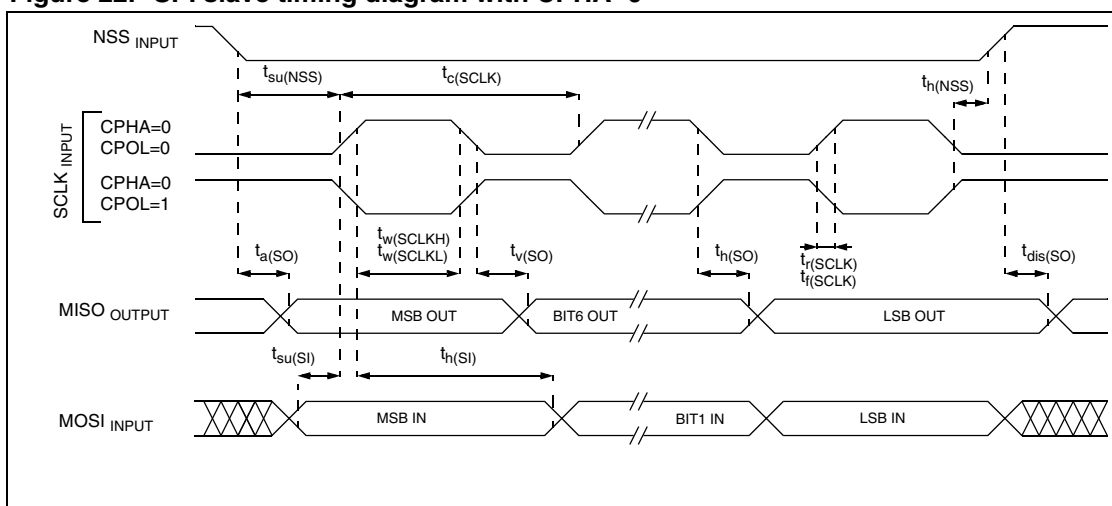 Figure 22. SPI slave timing diagram with CPHA=0
NSS INPUT
tsu(NSS)
tc(SCLK)
th(NSS)
SCLK INPUT
CPHA=0
CPOL=0
CPHA=0
CPOL=1
ta(SO)
tw(SCLKH)
tw(SCLKL)
tv(SO)
th(SO)
tr(SCLK)
tf(SCLK)
tdis(SO)
MISO OUTPUT
MSB OUT
BIT6 OUT
LSB OUT
tsu(SI)
th(SI)
MOSI INPUT
MSB IN
BIT1 IN
LSB IN